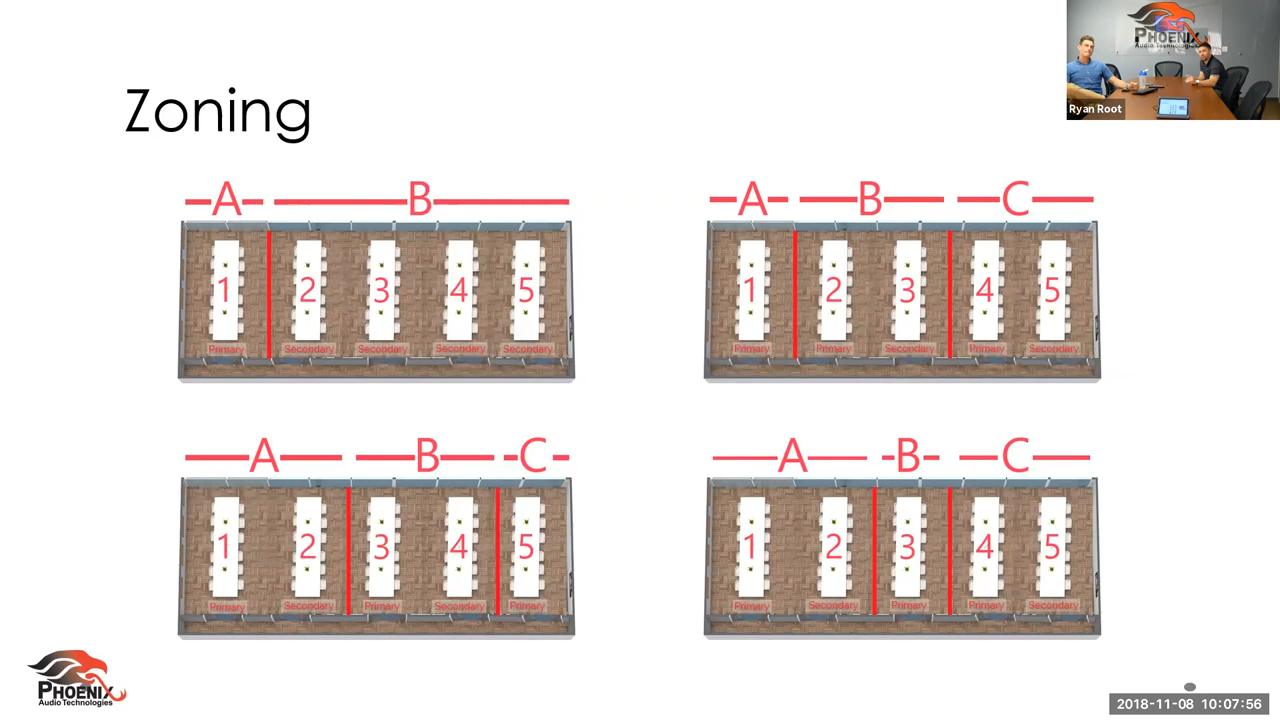 PHOENIX
Audio Technologies
Ryan Root
Zoning
A B
1 2 3 4 5
Primary Secondary Secondary Secondary Secondary
A B C
1 2 3 4 5
Primary Primary Secondary Primary Secondary
A B C
1 2 3 4 5
Primary Secondary Primary Secondary Primary
A B C
1 2 3 4 5
Primary Secondary Primary Primary Secondary
PHOENIX
Audio Technologies
2018-11-08 10:07:56